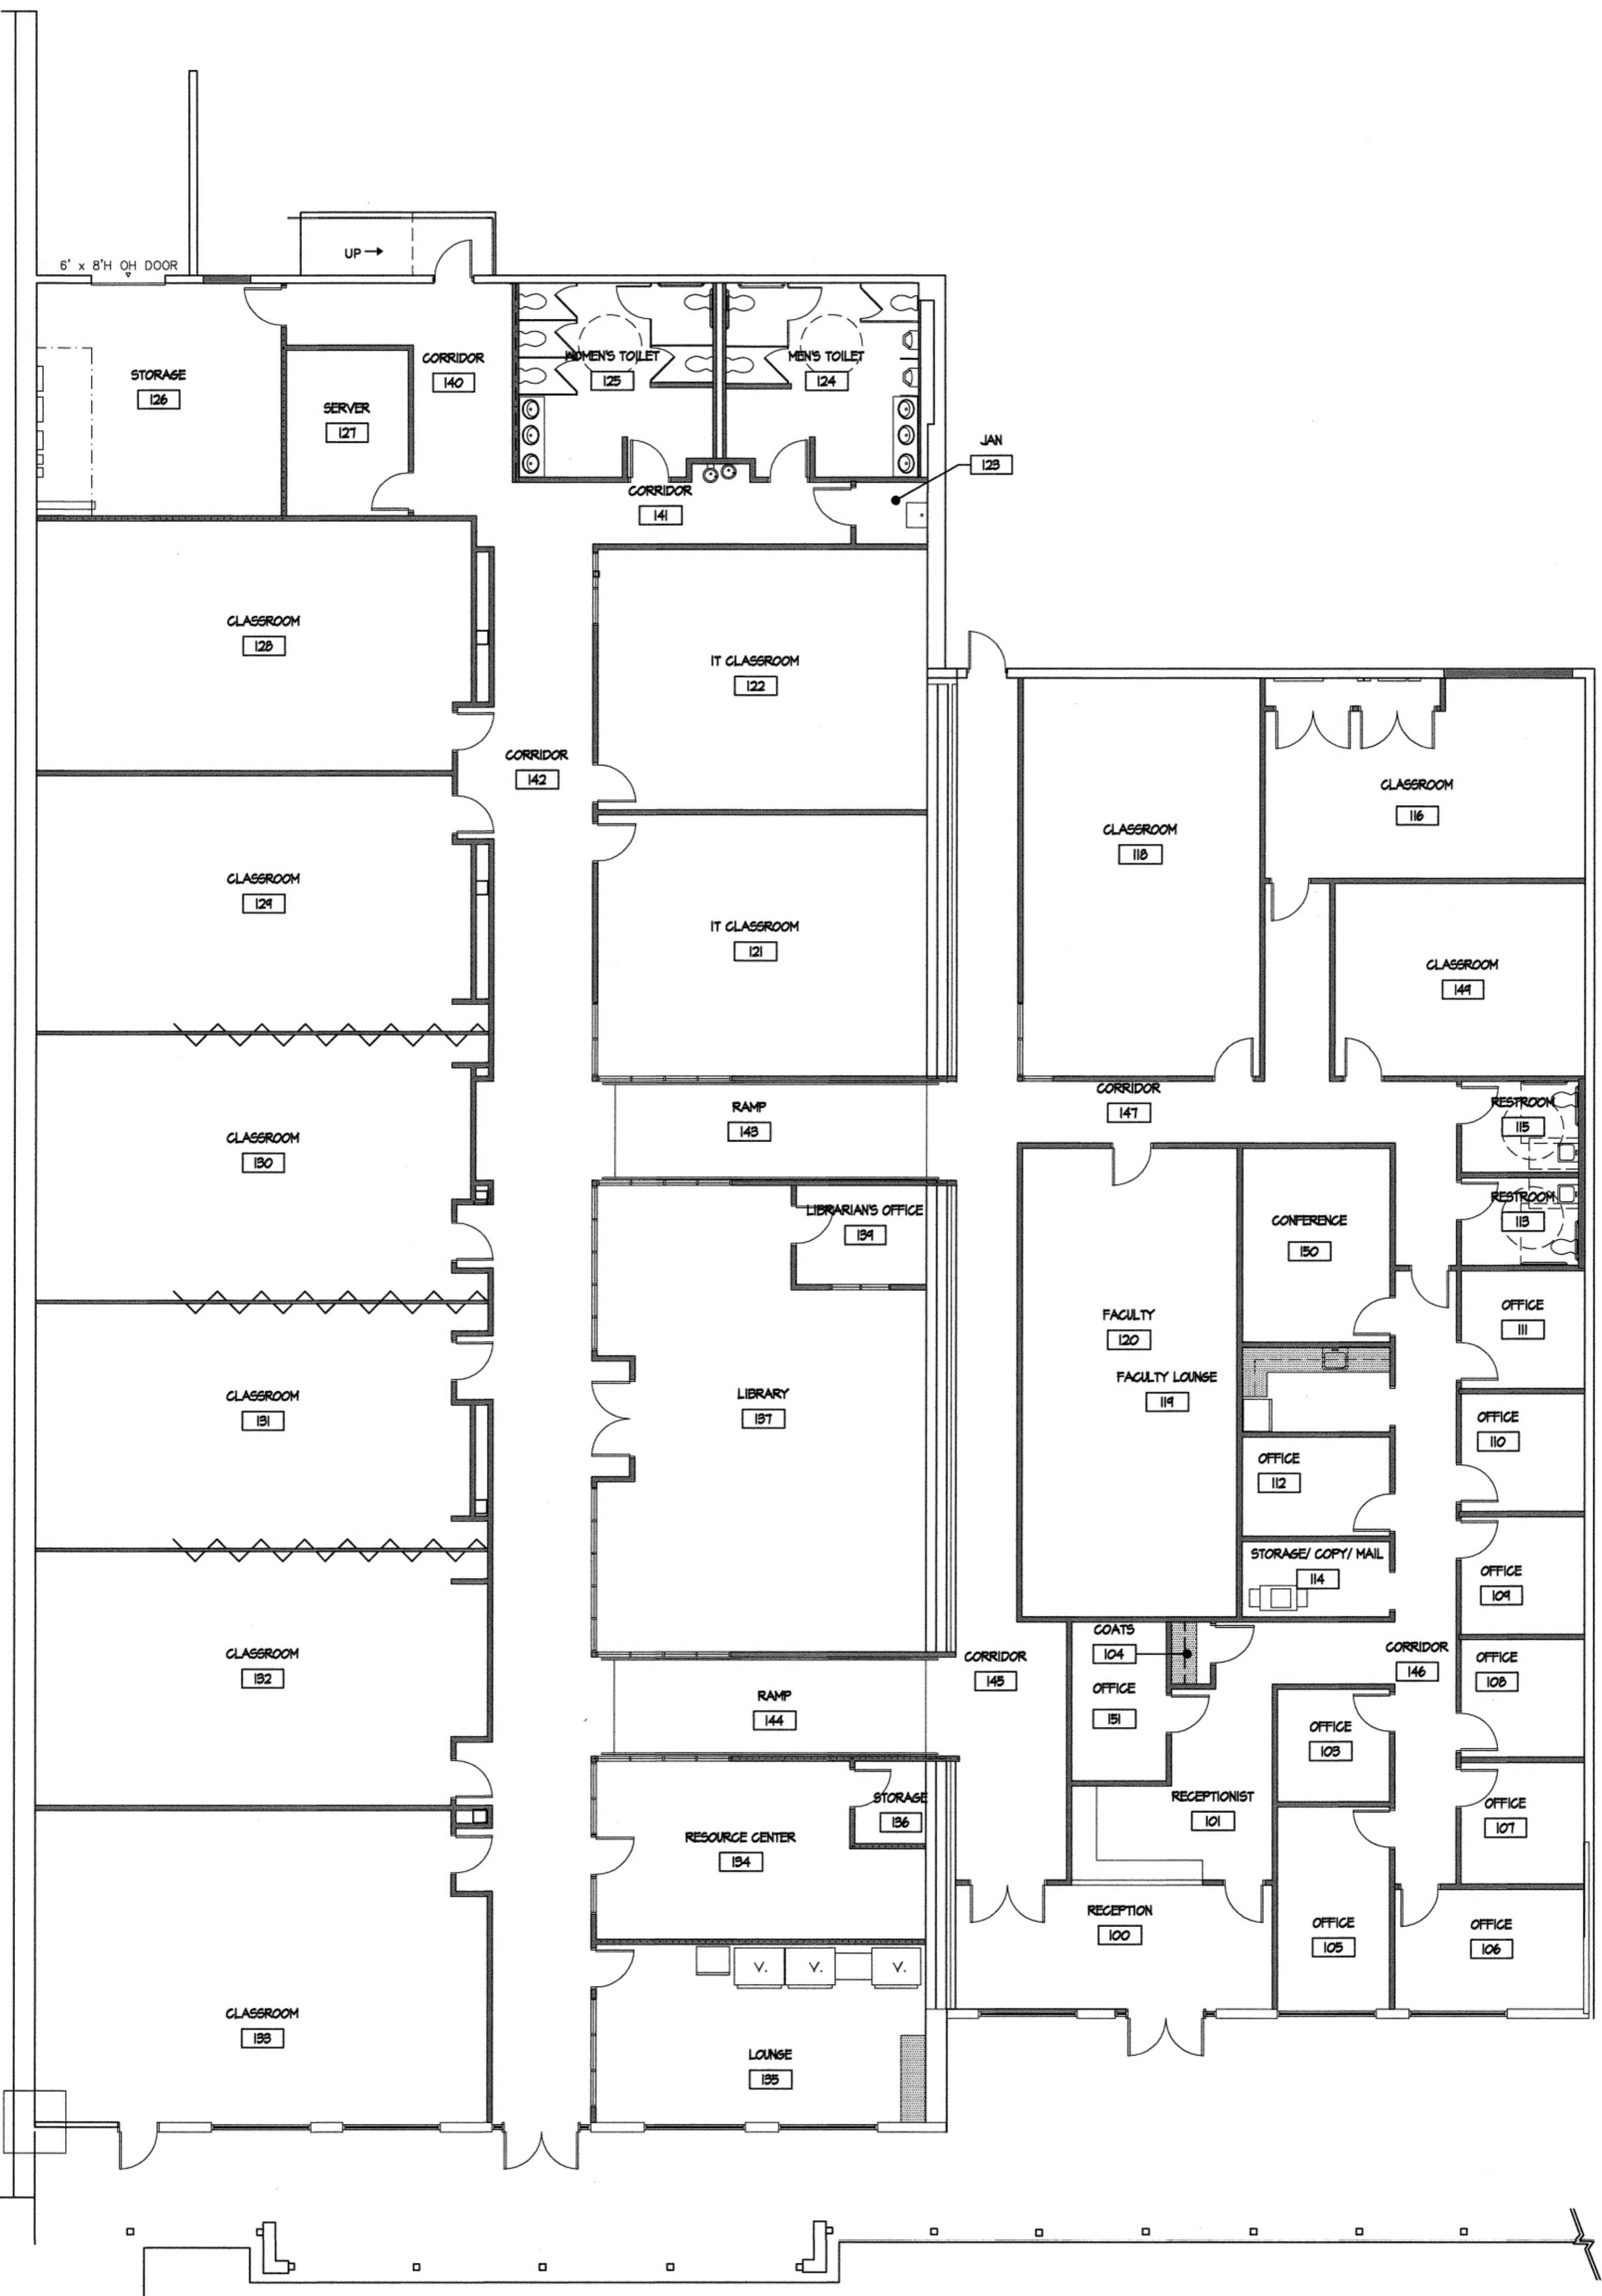 UP
6' x 8'H OH DOOR
STORAGE
126
SERVER
127
CORRIDOR
140
WOMEN'S TOILET
125
MEN'S TOILET
124
JAN
123
CORRIDOR
141
CLASSROOM
128
IT CLASSROOM
122
CORRIDOR
142
CLASSROOM
129
IT CLASSROOM
121
CLASSROOM
118
CLASSROOM
116
CLASSROOM
149
CORRIDOR
147
RAMP
143
CLASSROOM
130
RESTROOM
115
RESTROOM
113
LIBRARIAN'S OFFICE
139
CONFERENCE
150
FACULTY
120
FACULTY LOUNGE
119
OFFICE
111
CLASSROOM
131
LIBRARY
137
OFFICE
110
OFFICE
112
STORAGE/ COPY/ MAIL
114
OFFICE
109
CLASSROOM
132
COATS
104
CORRIDOR
145
OFFICE
151
CORRIDOR
146
OFFICE
108
RAMP
144
OFFICE
103
RECEPTIONIST
101
OFFICE
107
STORAGE
136
RESOURCE CENTER
134
RECEPTION
100
OFFICE
105
OFFICE
106
V.
V.
V.
CLASSROOM
133
LOUNGE
135